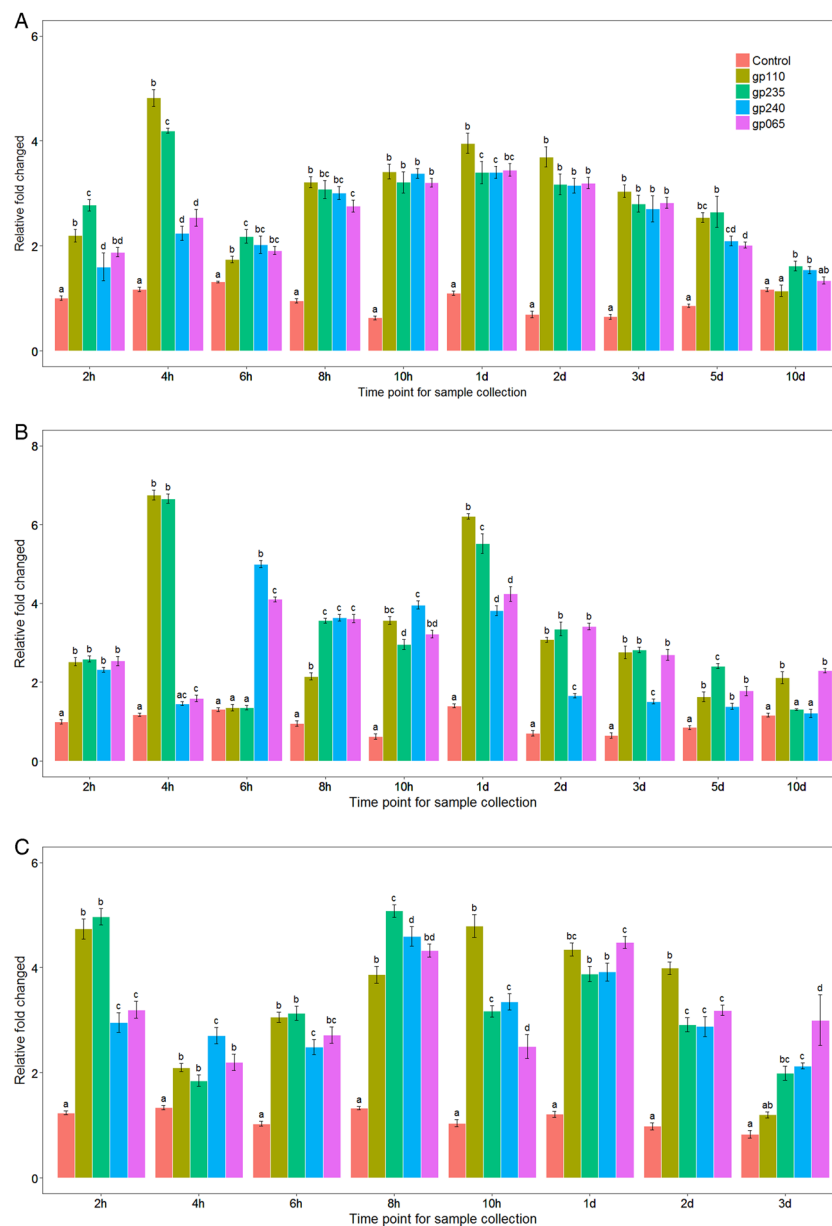 A
6
4
2
0
Relative fold changed
Control
gp110
gp235
gp240
gp065
a b c d bd
a b c d d
a b c bc bc
a b bc bc c
a b b b b
a b c c bc
a b b b b
a b b b b
a bc b cd d
a a b b ab
2h 4h 6h 8h 10h 1d 2d 3d 5d 10d
Time point for sample collection
B
8
6
4
2
0
Relative fold changed
a b b b b
a b b ac c
a a a b c
a b c c c
a bc d c bd
a b c d d
a b b c b
a b b c b
a b c b b
a b a a b
2h 4h 6h 8h 10h 1d 2d 3d 5d 10d
Time point for sample collection
C
6
4
2
0
Relative fold changed
a b b c c
a b b c b
a b b c bc
a b c d bd
a b c c d
a bc b b c
a b c c c
a ab bc c d
2h 4h 6h 8h 10h 1d 2d 3d
Time point for sample collection